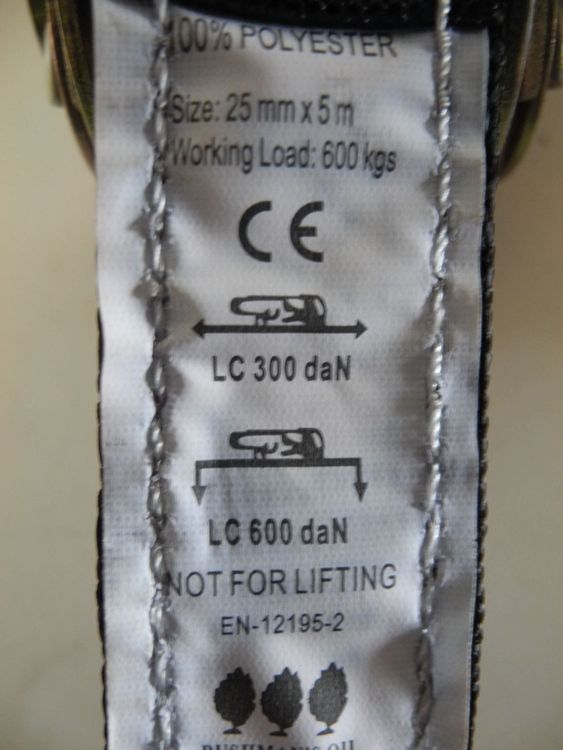 100% POLYESTER
Size: 25 mm x 5 m
Working Load: 600 kgs
CE
LC 300 daN
LC 600 daN
NOT FOR LIFTING
EN-12195-2